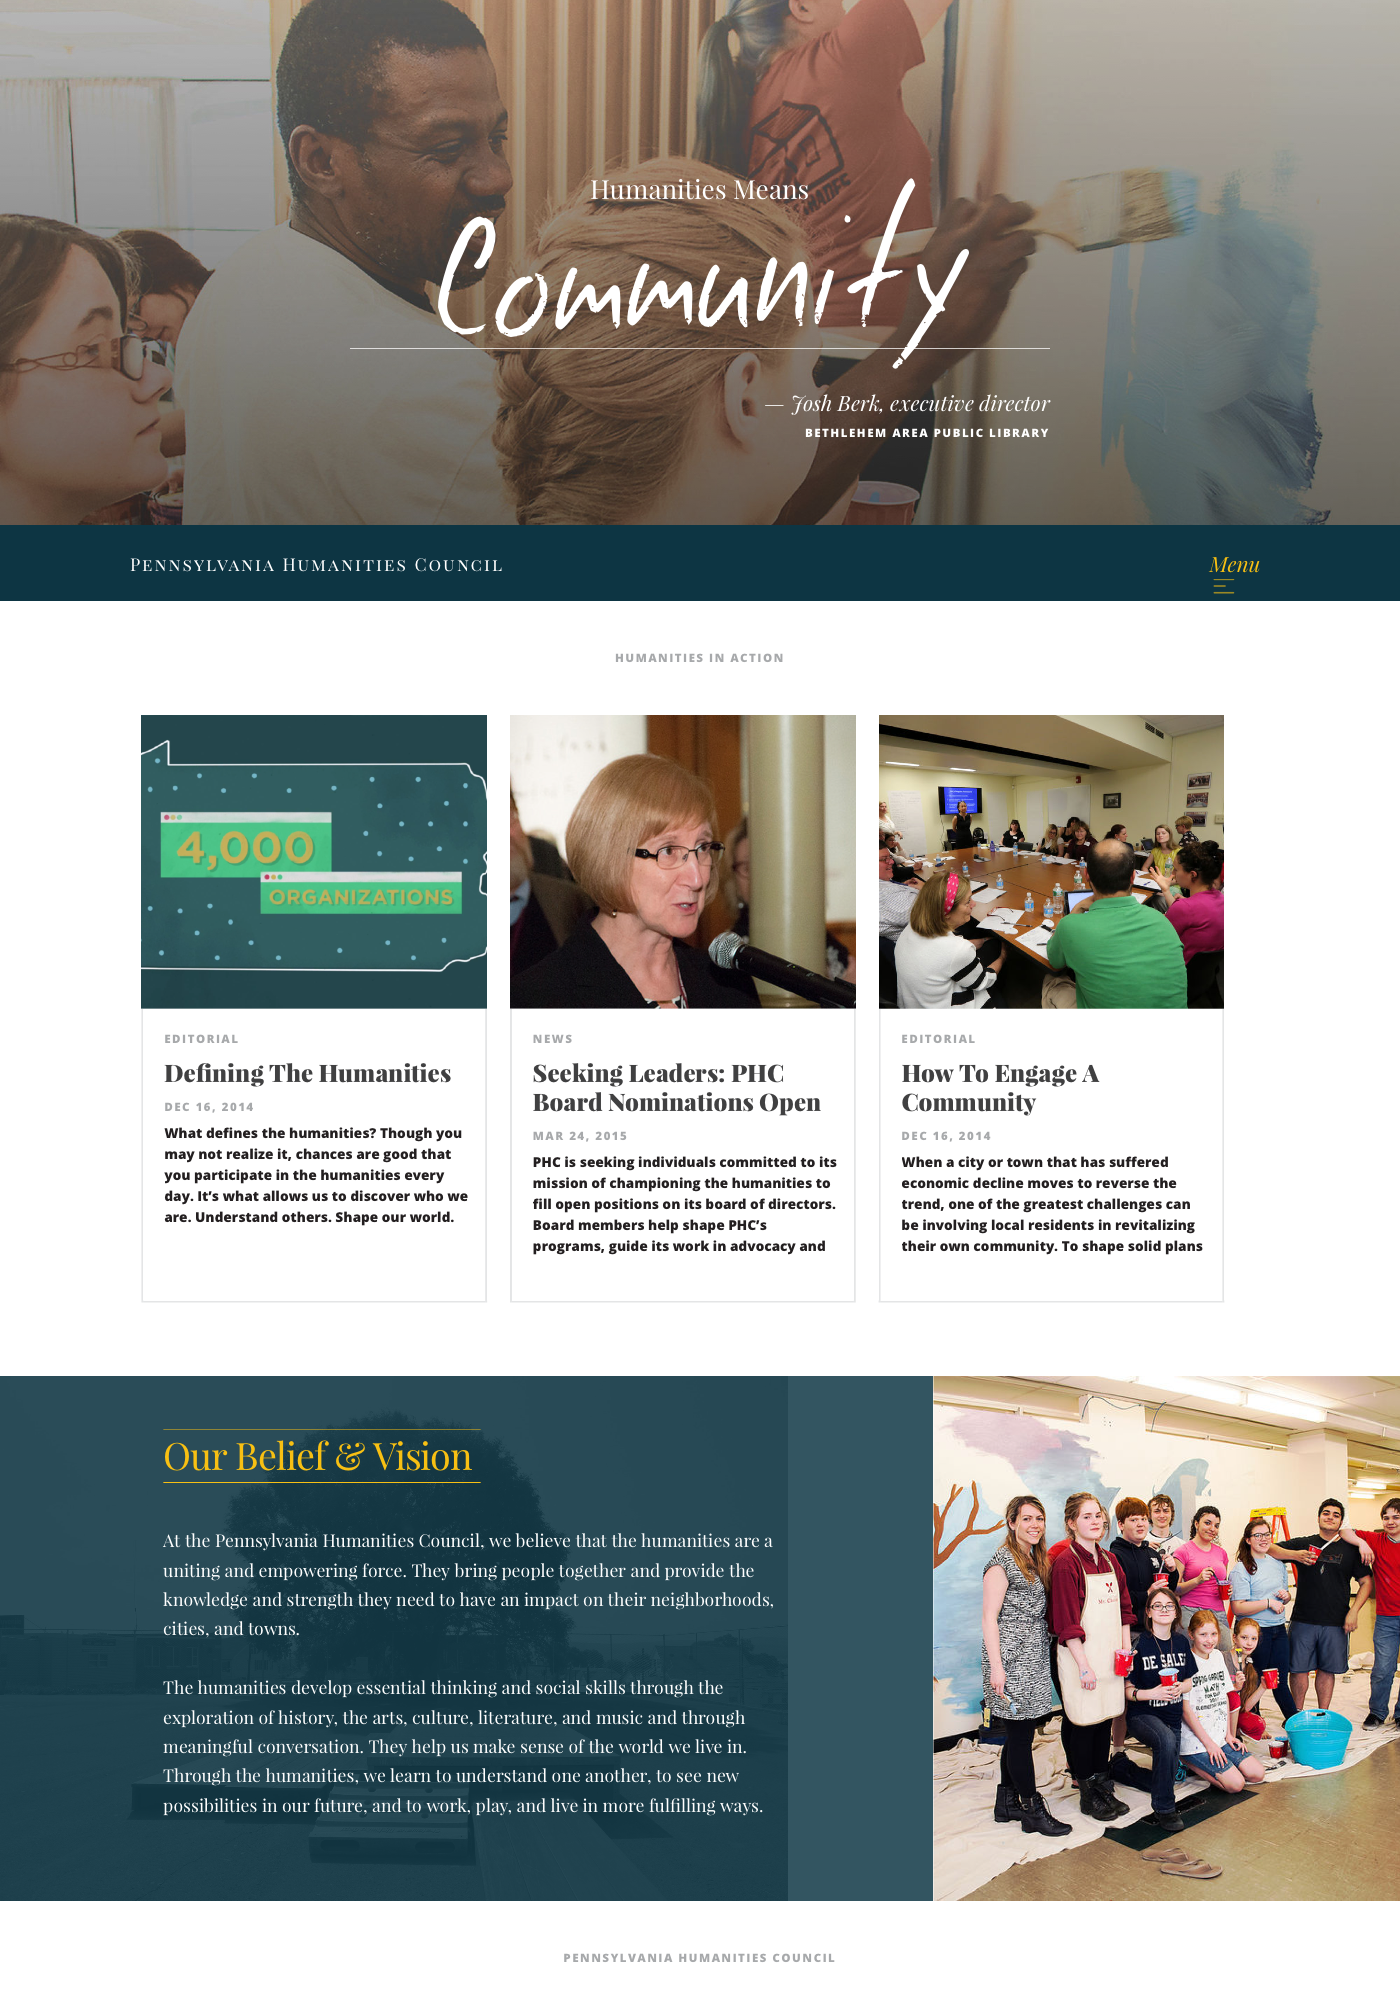 Humanities Means
Community
— Josh Berk, executive director
BETHLEHEM AREA PUBLIC LIBRARY
PENNSYLVANIA HUMANITIES COUNCIL
Menu
HUMANITIES IN ACTION
4,000
ORGANIZATIONS
EDITORIAL
Defining The Humanities
DEC 16, 2014
What defines the humanities? Though you
may not realize it, chances are good that
you participate in the humanities every
day. It’s what allows us to discover who we
are. Understand others. Shape our world.
NEWS
Seeking Leaders: PHC
Board Nominations Open
MAR 24, 2015
PHC is seeking individuals committed to its
mission of championing the humanities to
fill open positions on its board of directors.
Board members help shape PHC’s
programs, guide its work in advocacy and
EDITORIAL
How To Engage A
Community
DEC 16, 2014
When a city or town that has suffered
economic decline moves to reverse the
trend, one of the greatest challenges can
be involving local residents in revitalizing
their own community. To shape solid plans
Our Belief & Vision
At the Pennsylvania Humanities Council, we believe that the humanities are a
uniting and empowering force. They bring people together and provide the
knowledge and strength they need to have an impact on their neighborhoods,
cities, and towns.
The humanities develop essential thinking and social skills through the
exploration of history, the arts, culture, literature, and music and through
meaningful conversation. They help us make sense of the world we live in.
Through the humanities, we learn to understand one another, to see new
possibilities in our future, and to work, play, and live in more fulfilling ways.
DE SALES
PENNSYLVANIA HUMANITIES COUNCIL